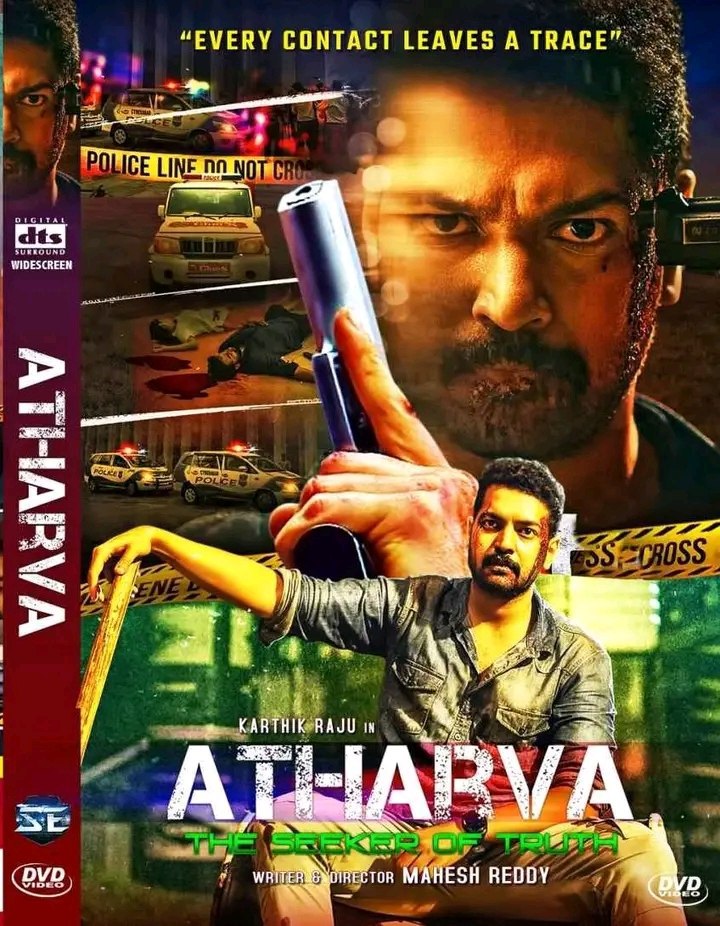 "EVERY CONTACT LEAVES A TRACE"
POLICE LINE DO NOT CROS
DIGITAL
dts
SURROUND
WIDESCREEN
ATHARVA
POLICE
POLICE
CROSS
KARTHIK RAJU IN
ATHARVA
THE SEEKER OF TRUTH
WRITER & DIRECTOR MAHESH REDDY
SE
DVD
VIDEO
DVD
VIDEO